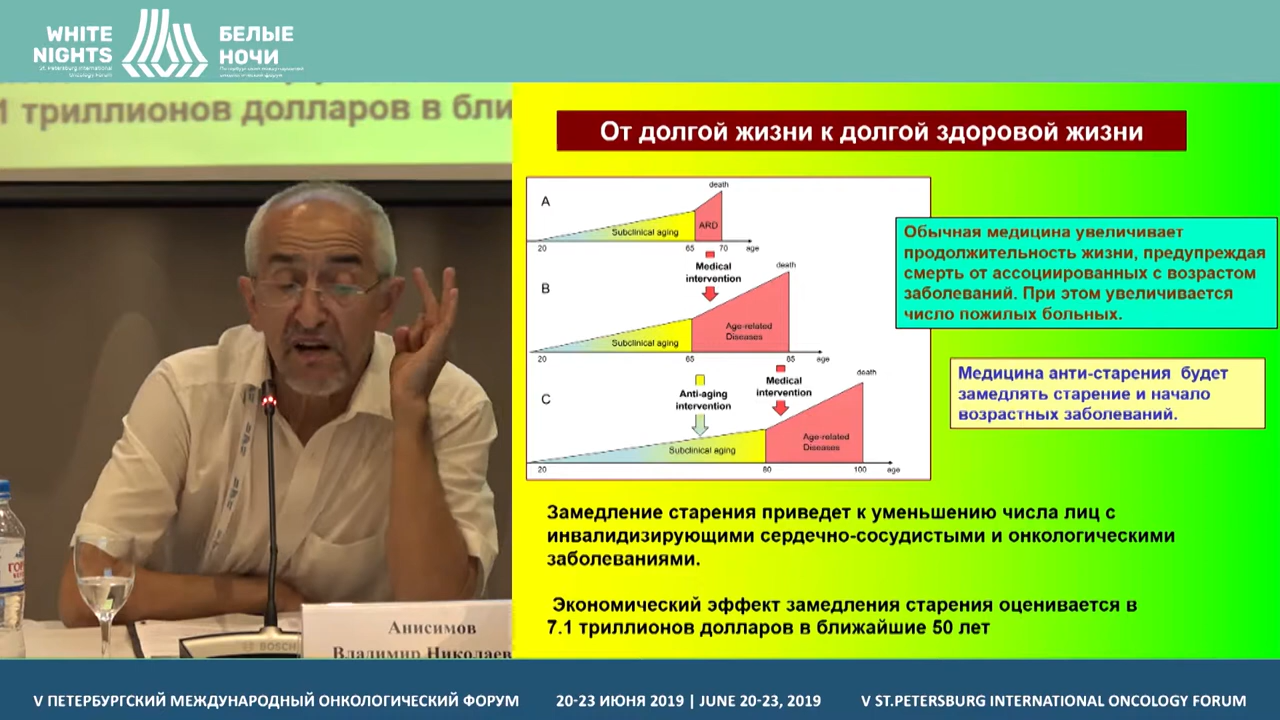 WHITE
NIGHTS
St. Petersburg International
Oncology Forum
БЕЛЫЕ
НОЧИ
Петербургский международный
онкологический форум
триллионов долларов в бли
От долгой жизни к долгой здоровой жизни
A
death
Subclinical aging
ARD
20
65
70
age
Medical
intervention
B
death
Subclinical aging
Age-related
Diseases
20
65
85
age
Anti-aging
intervention
Medical
intervention
C
death
Subclinical aging
Age-related
Diseases
20
80
100
age
Обычная медицина увеличивает
продолжительность жизни, предупреждая
смерть от ассоциированных с возрастом
заболеваний. При этом увеличивается
число пожилых больных.
Медицина анти-старения будет
замедлять старение и начало
возрастных заболеваний.
Замедление старения приведет к уменьшению числа лиц с
инвалидизирующими сердечно-сосудистыми и онкологическими
заболеваниями.
Экономический эффект замедления старения оценивается в
7.1 триллионов долларов в ближайшие 50 лет
Анисимов
Владимир Николаев
BOSCH
V ПЕТЕРБУРГСКИЙ МЕЖДУНАРОДНЫЙ ОНКОЛОГИЧЕСКИЙ ФОРУМ
20-23 ИЮНЯ 2019 | JUNE 20-23, 2019
V ST.PETERSBURG INTERNATIONAL ONCOLOGY FORUM